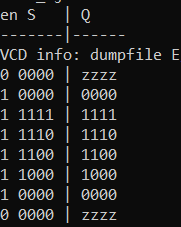 en S | Q
-------|------
VCD info: dumpfile E
0 0000 | zzzz
1 0000 | 0000
1 1111 | 1111
1 1110 | 1110
1 1100 | 1100
1 1000 | 1000
1 0000 | 0000
0 0000 | zzzz